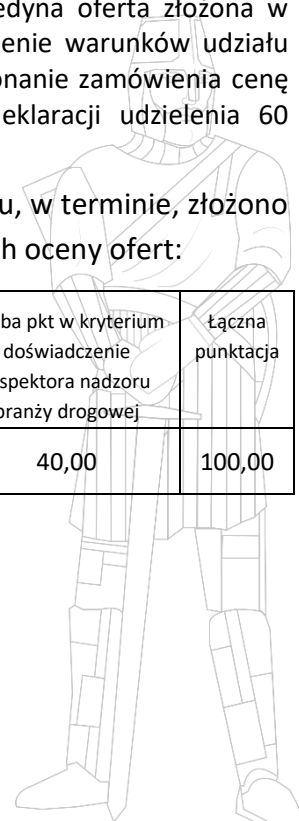 edyna oferta złożona w
enie warunków udziału
onanie zamówienia cenę
eklaracji udzielenia 60
u, w terminie, złożono
h oceny ofert:
ba pkt w kryterium
doświadczenie
spektora nadzoru
branży drogowej
Łączna
punktacja
40,00
100,00